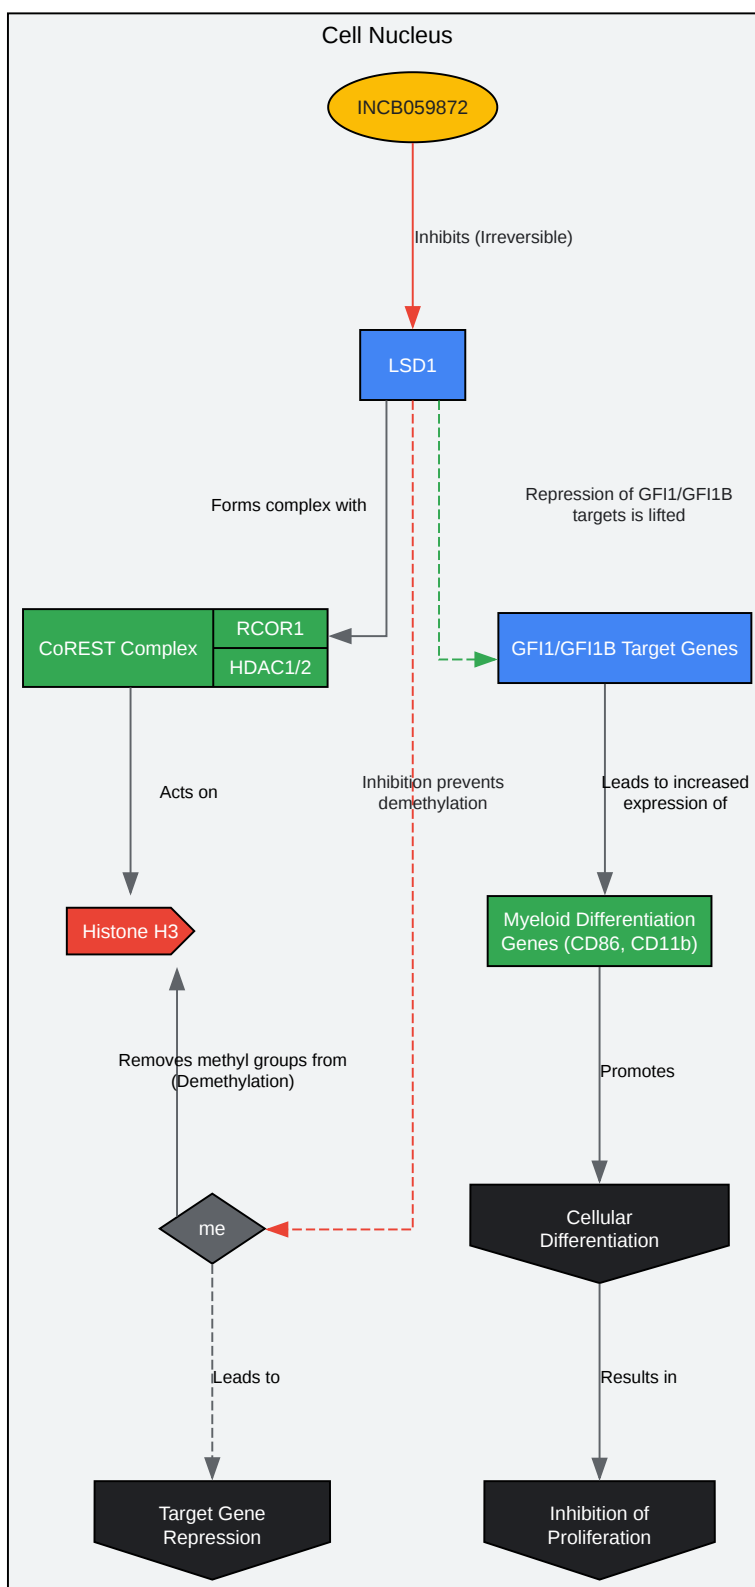 Cell Nucleus
INCB059872
Inhibits (Irreversible)
LSD1
Forms complex with
Repression of GFI1/GFI1B
targets is lifted
CoREST Complex
RCOR1
HDAC1/2
GFI1/GFI1B Target Genes
Acts on
Inhibition prevents
demethylation
Leads to increased
expression of
Histone H3
Myeloid Differentiation
Genes (CD86, CD11b)
Removes methyl groups from
(Demethylation)
Promotes
me
Cellular
Differentiation
Leads to
Results in
Target Gene
Repression
Inhibition of
Proliferation